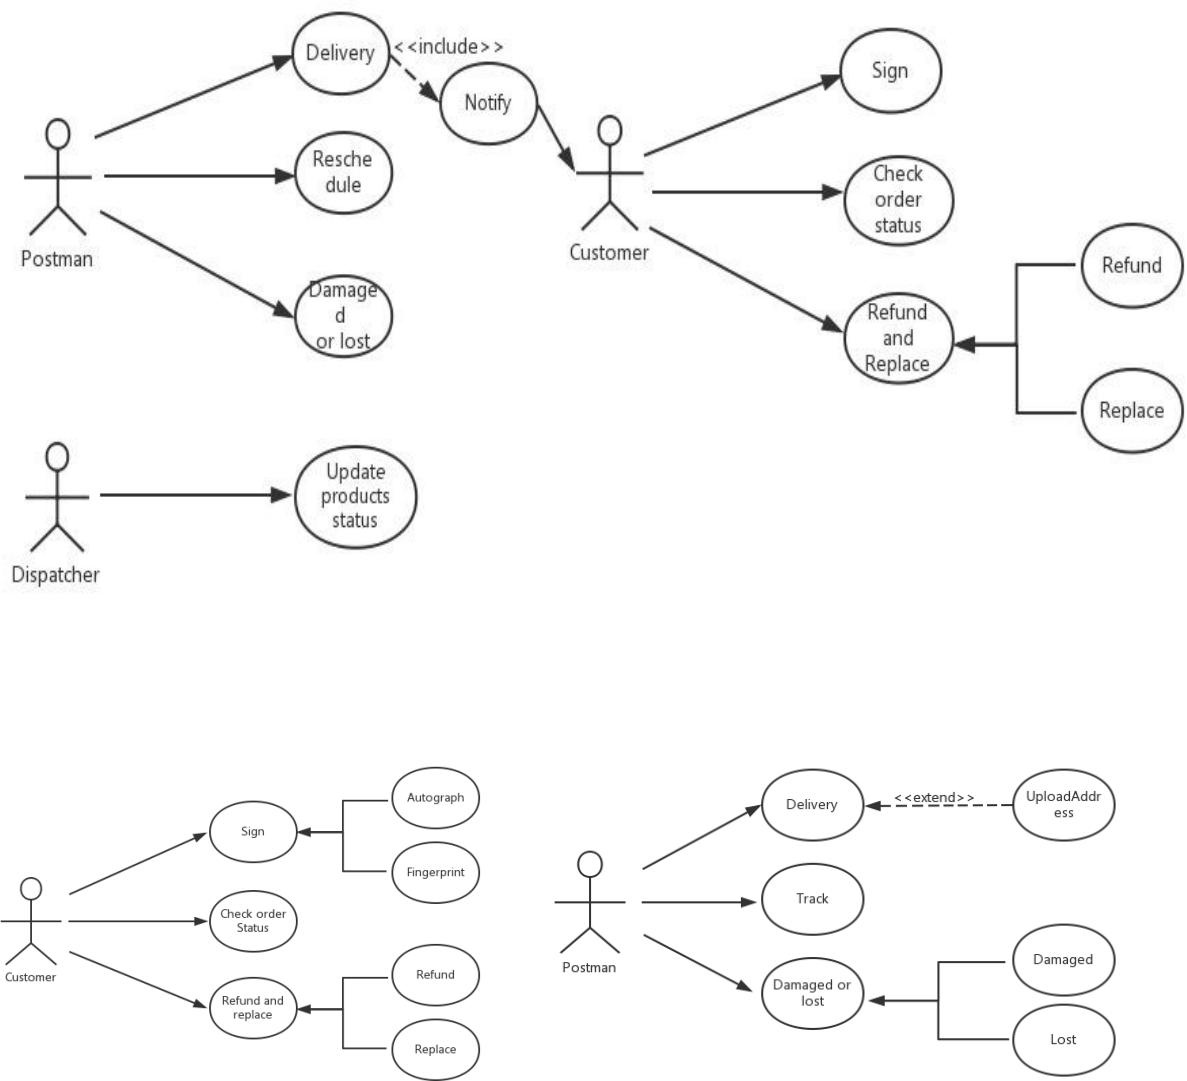 Delivery
<<include>>
Notify
Sign
Resche
dule
Check
order
status
Postman
Customer
Damage
d
or lost
Refund
and
Replace
Refund
Replace
Update
products
status
Dispatcher
Autograph
Sign
Fingerprint
Check order
Status
Customer
Refund
Refund and
replace
Replace
Delivery
<<extend>>
UploadAddr
ess
Track
Postman
Damaged
Damaged or
lost
Lost